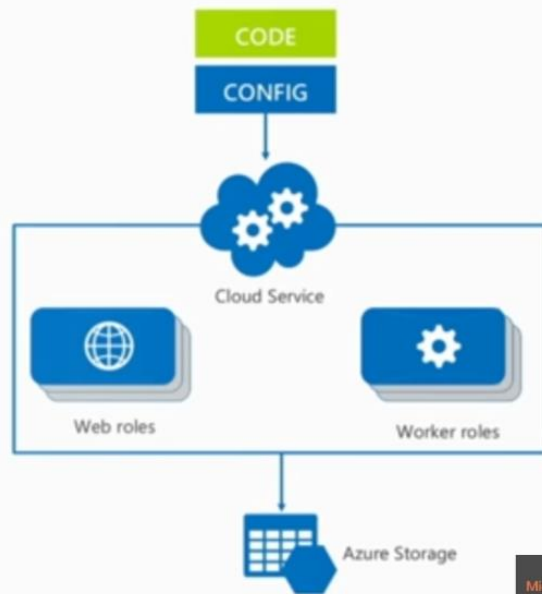 CODE
CONFIG
Cloud Service
Web roles
Worker roles
Azure Storage